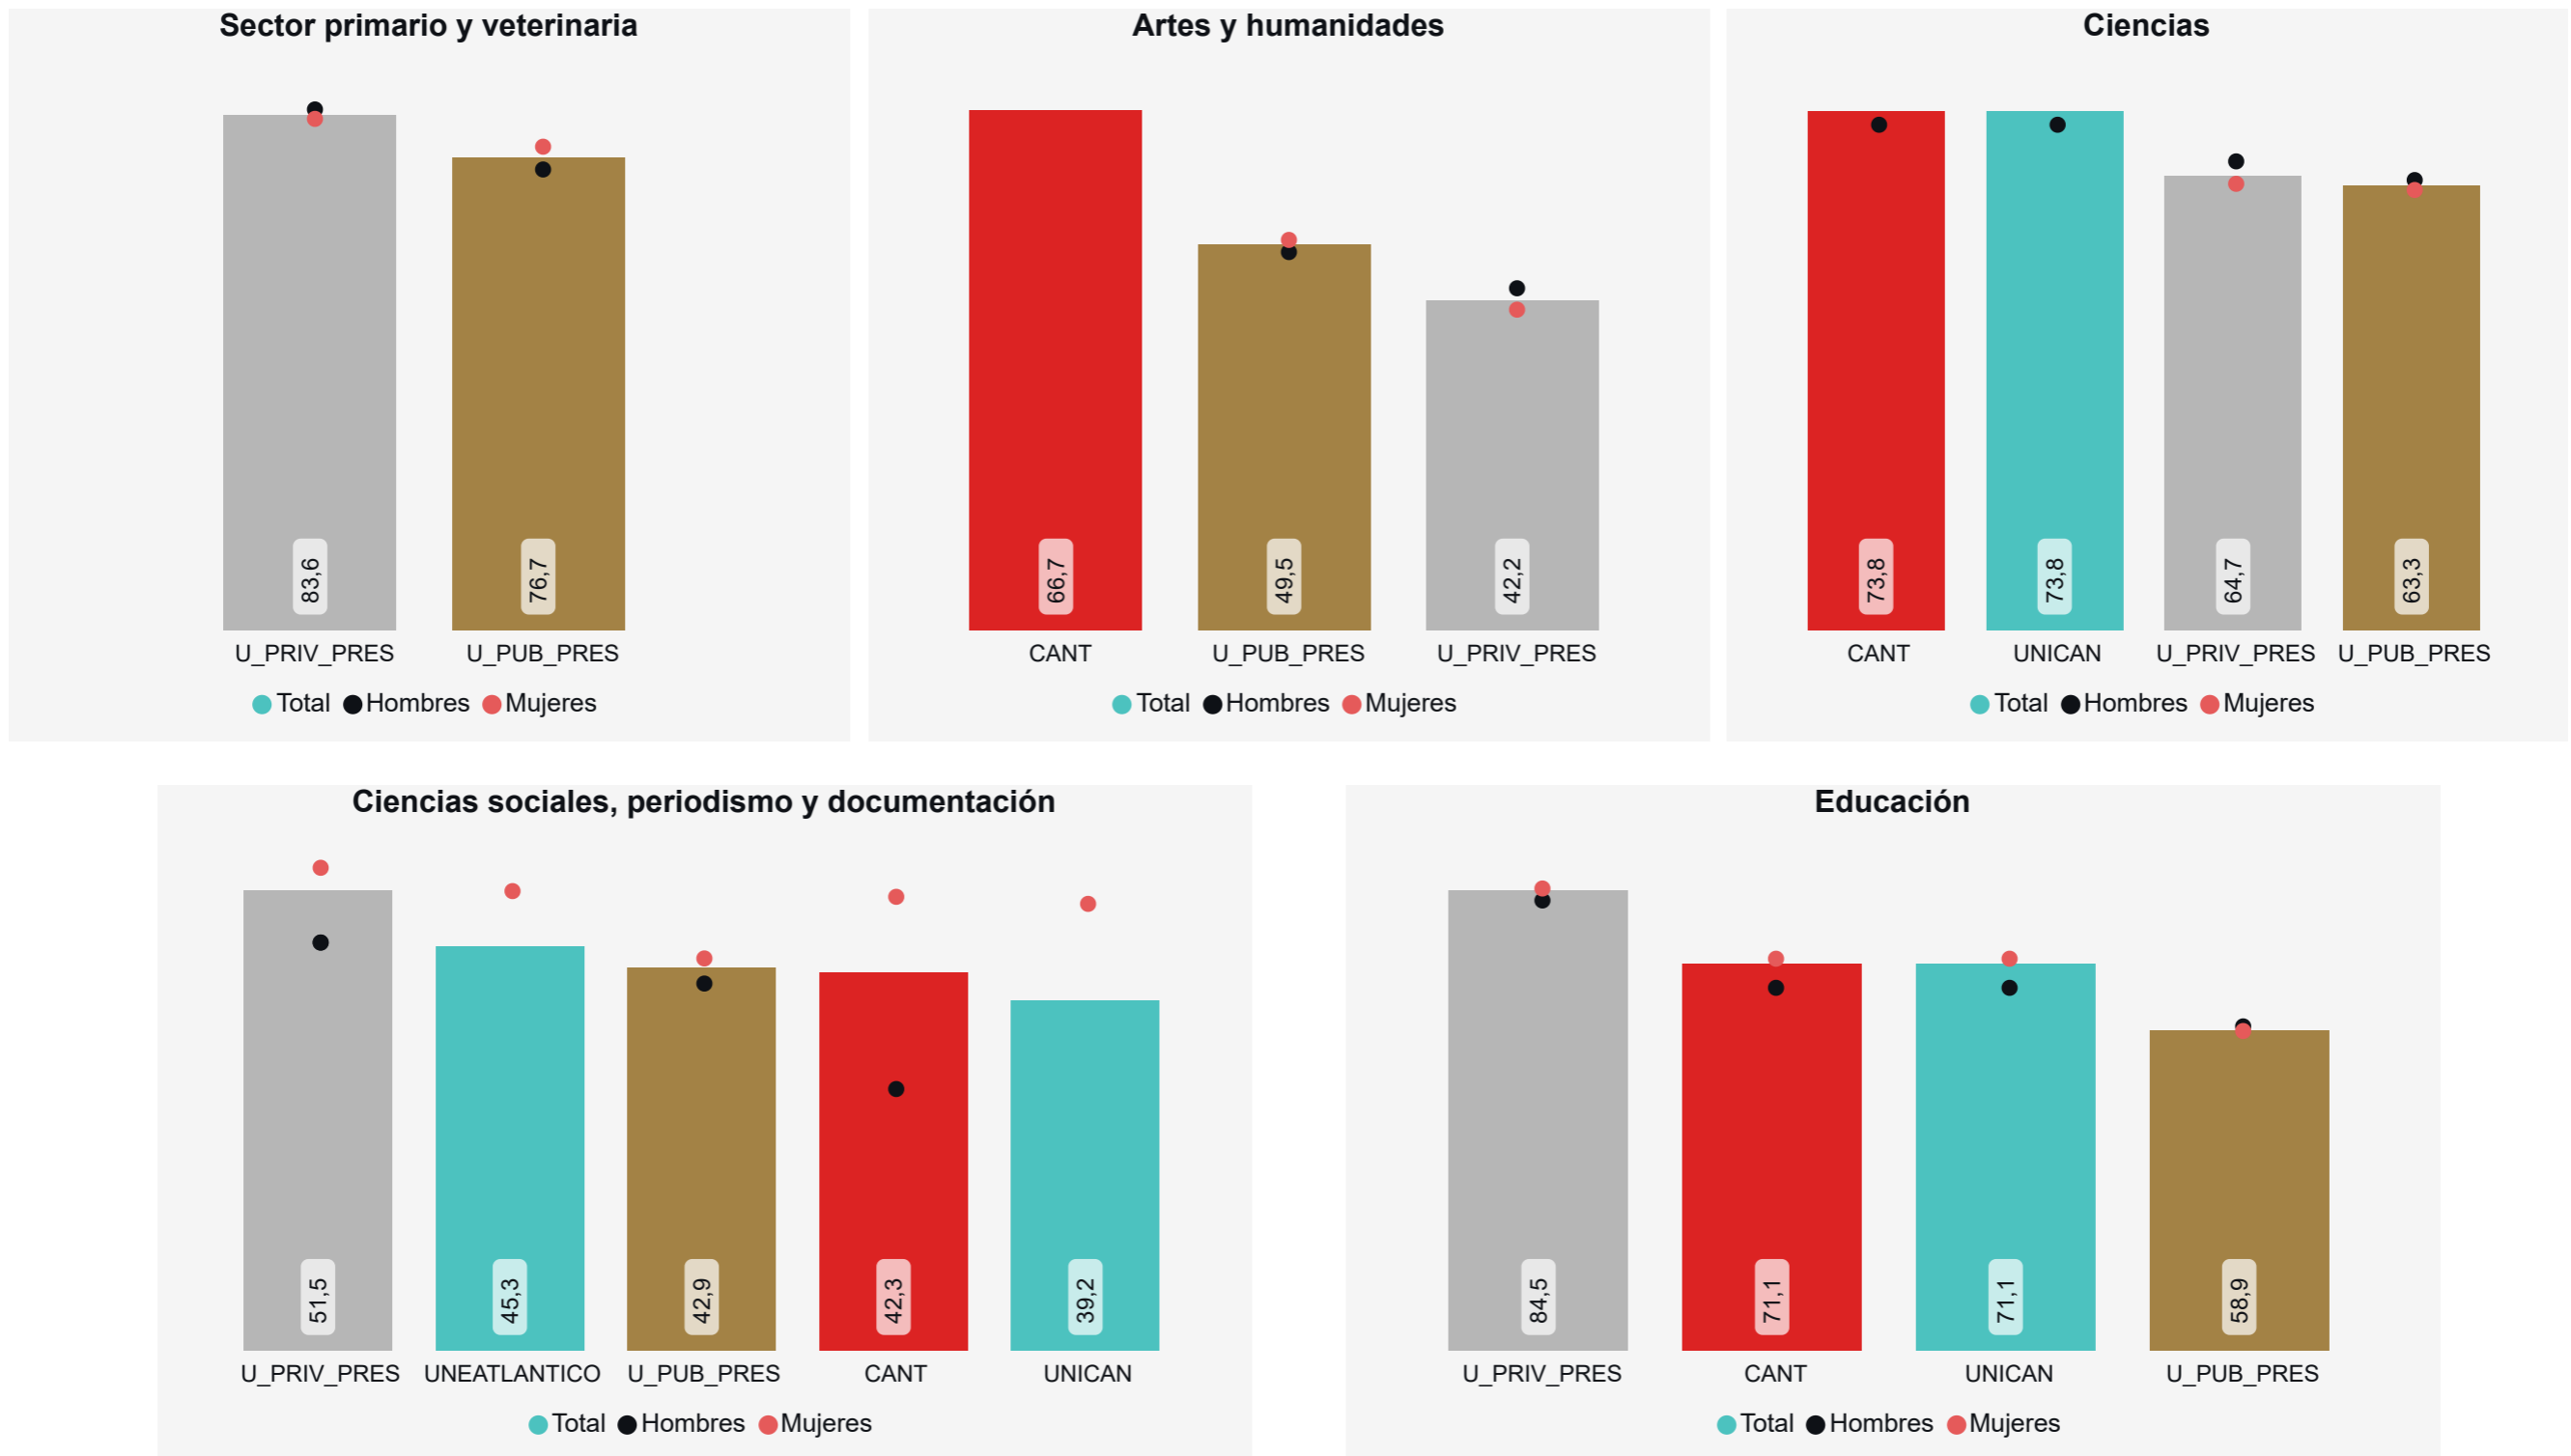 Sector primario y veterinaria
83,6
76,7
U_PRIV_PRES
U_PUB_PRES
Total Hombres Mujeres
Artes y humanidades
66,7
49,5
42,2
CANT
U_PUB_PRES
U_PRIV_PRES
Total Hombres Mujeres
Ciencias
73,8
73,8
64,7
63,3
CANT
UNICAN
U_PRIV_PRES
U_PUB_PRES
Total Hombres Mujeres
Ciencias sociales, periodismo y documentación
51,5
45,3
42,9
42,3
39,2
U_PRIV_PRES
UNEATLANTICO
U_PUB_PRES
CANT
UNICAN
Total Hombres Mujeres
Educación
84,5
71,1
71,1
58,9
U_PRIV_PRES
CANT
UNICAN
U_PUB_PRES
Total Hombres Mujeres